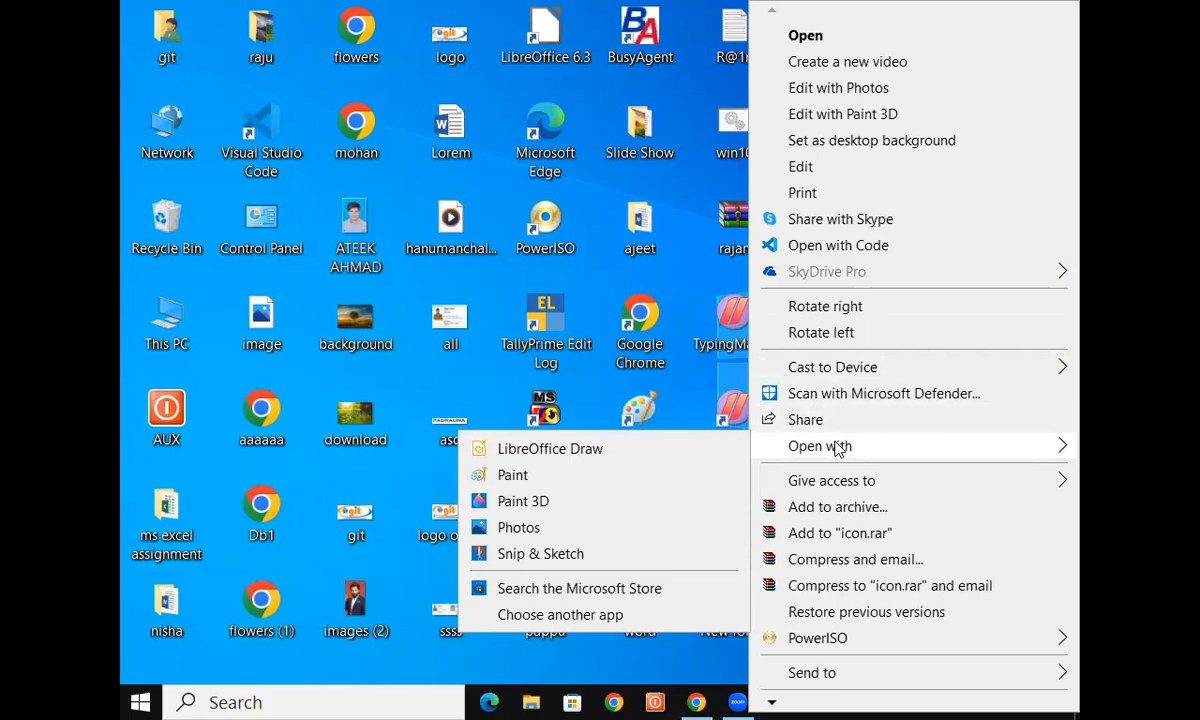 git
raju
flowers
logo
LibreOffice 6.3
BusyAgent
Network
Visual Studio
Code
mohan
Lorem
Microsoft
Edge
Slide Show
Recycle Bin
Control Panel
ATEEK
AHMAD
hanumanchal...
PowerISO
ajeet
This PC
image
background
all
EL
TallyPrime Edit
Log
Google
Chrome
AUX
aaaaaa
download
MS
ms excel
assignment
Db1
git
nisha
flowers (1)
images (2)
ssss
Open
Create a new video
Edit with Photos
Edit with Paint 3D
Set as desktop background
Edit
Print
Share with Skype
Open with Code
SkyDrive Pro
Rotate right
Rotate left
Cast to Device
Scan with Microsoft Defender...
Share
Open with
Give access to
Add to archive...
Add to "icon.rar"
Compress and email...
Compress to "icon.rar" and email
Restore previous versions
PowerISO
Send to
LibreOffice Draw
Paint
Paint 3D
Photos
Snip & Sketch
Search the Microsoft Store
Choose another app
Search